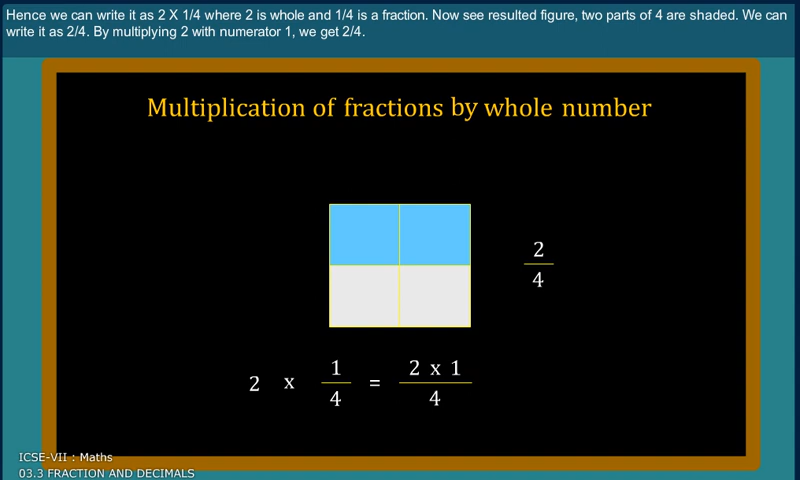 Hence we can write it as 2 X 1/4 where 2 is whole and 1/4 is a fraction. Now see resulted figure, two parts of 4 are shaded. We can
write it as 2/4. By multiplying 2 with numerator 1, we get 2/4.
Multiplication of fractions by whole number
2
4
2 x 1/4 = 2 x 1/4
ICSE-VII : Maths
03.3 FRACTION AND DECIMALS